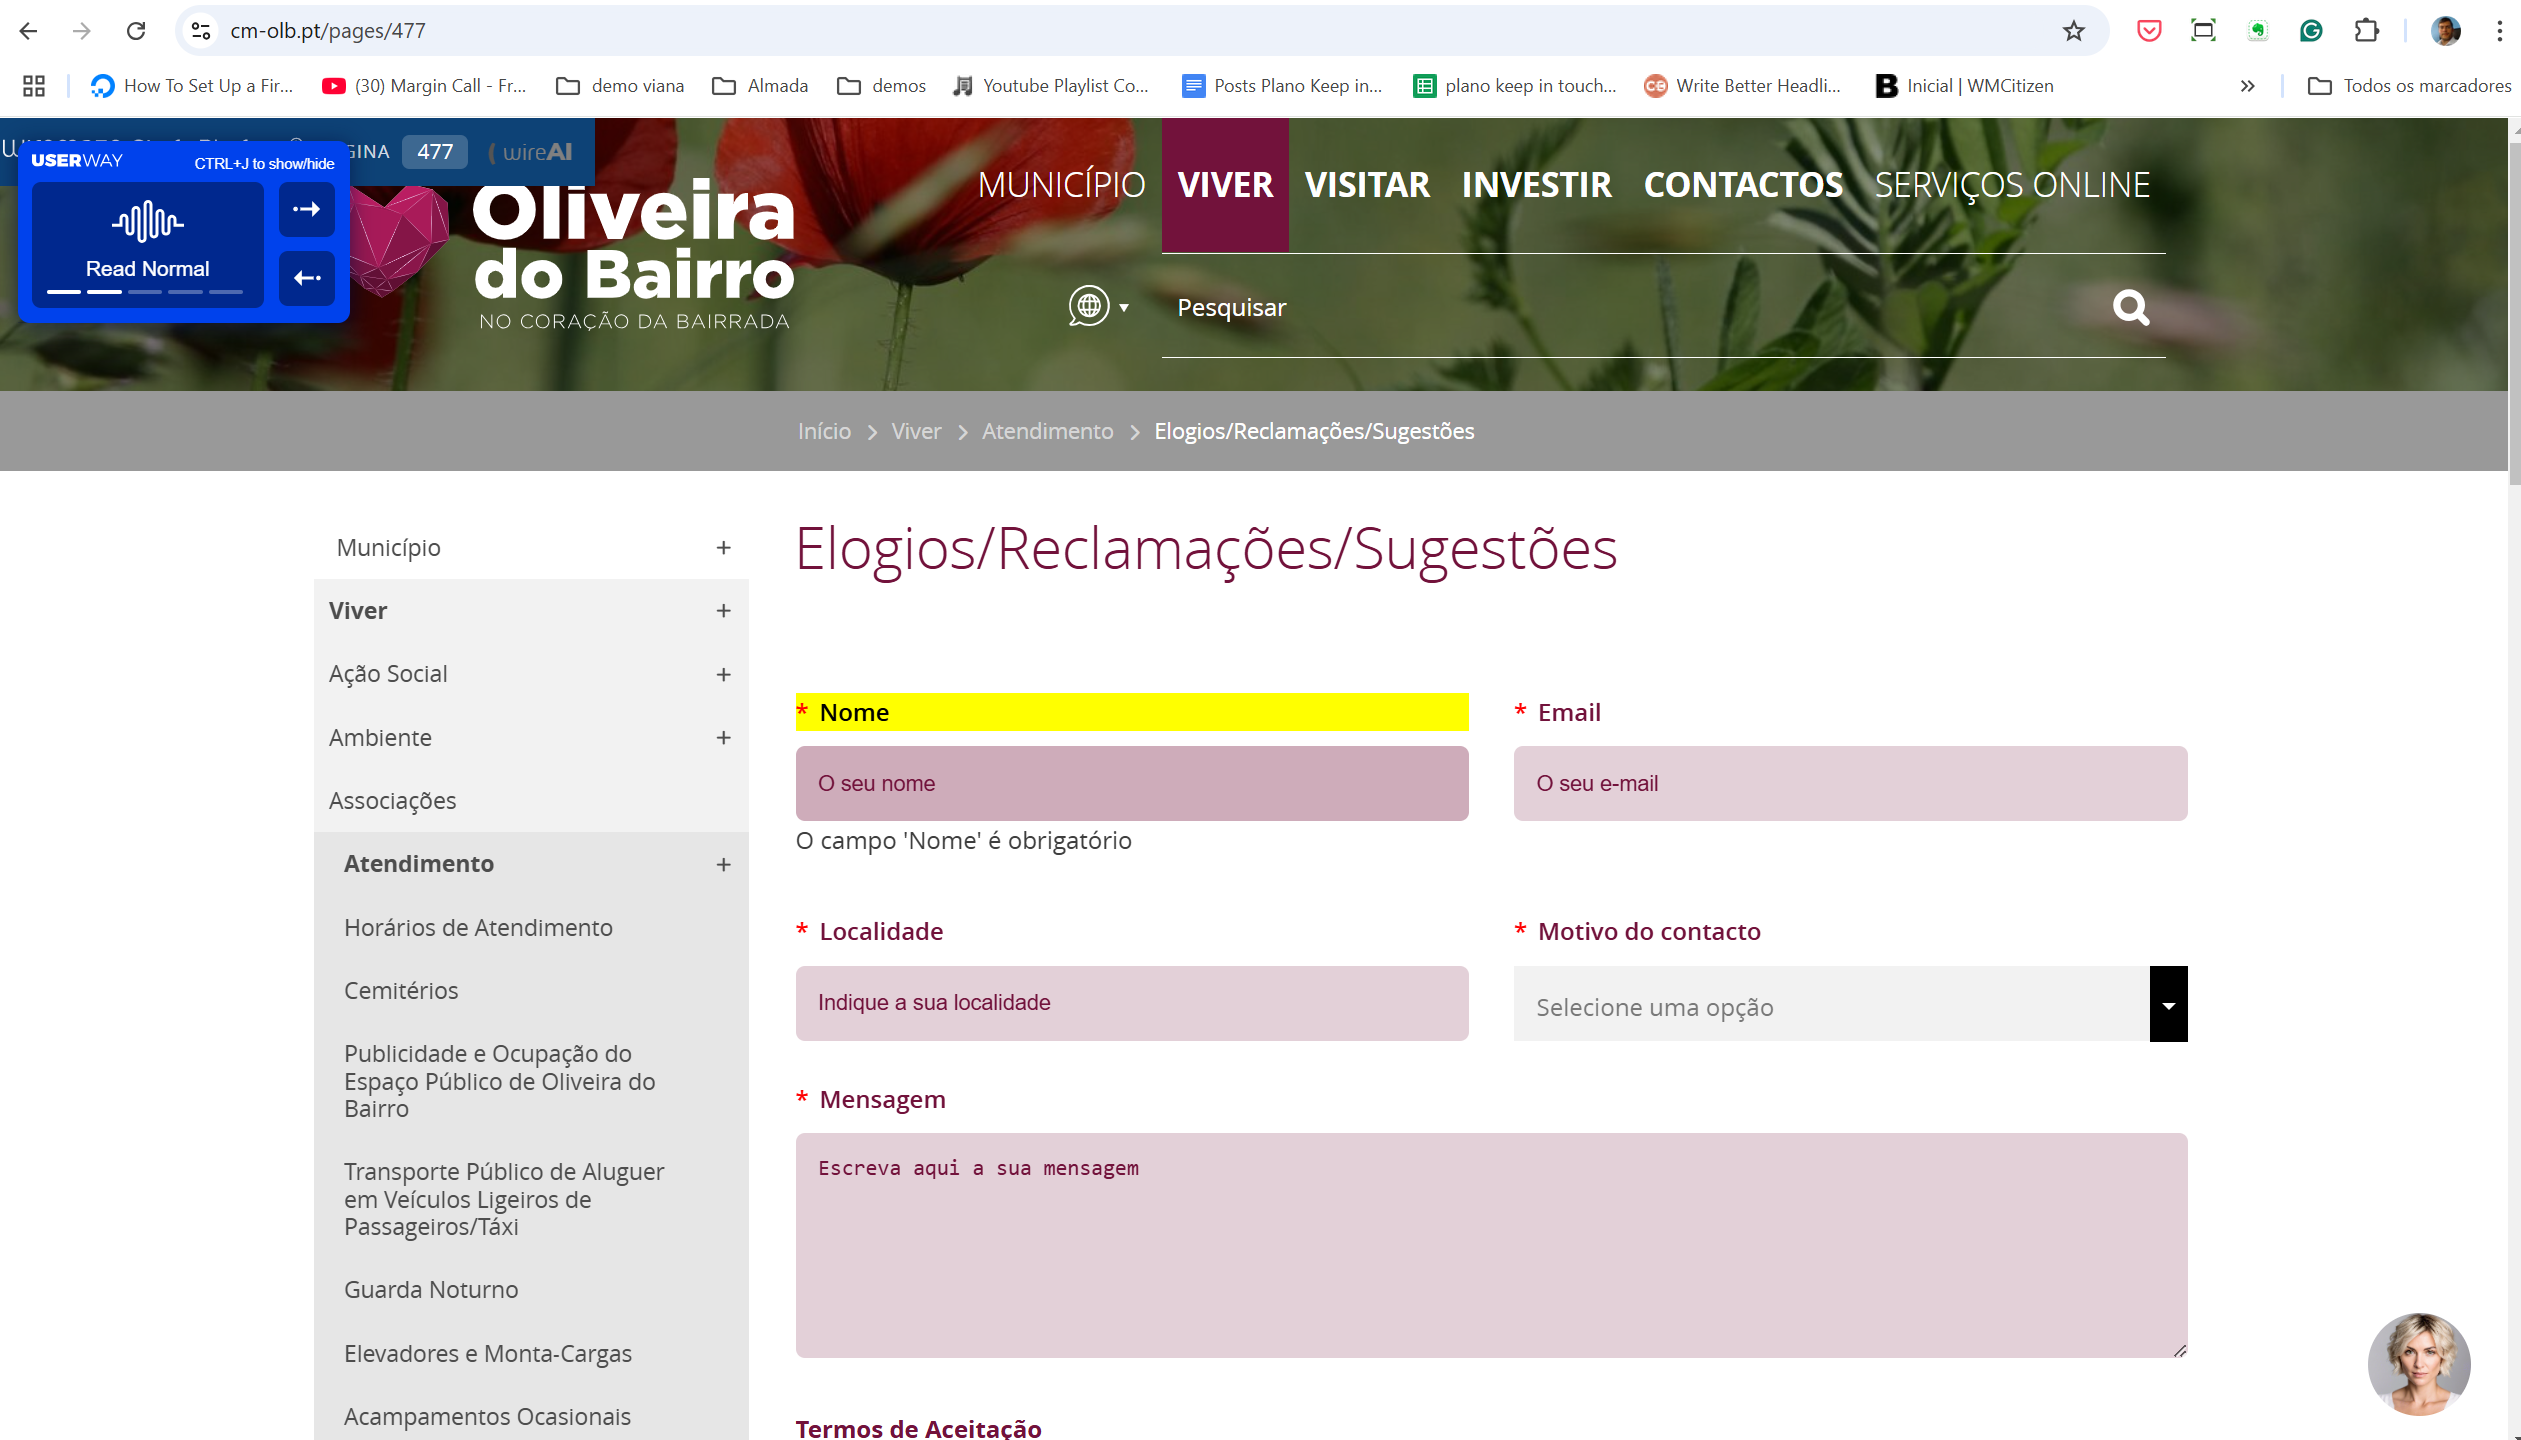 cm-olb.pt/pages/477
How To Set Up a Fir...
(30) Margin Call - Fr...
demo viana
Almada
demos
Youtube Playlist Co...
Posts Plano Keep in...
plano keep in touch...
Write Better Headli...
Inicial | WMCitizen
Todos os marcadores
GINA
477
wireAI
USERWAY
CTRL+J to show/hide
Read Normal
Oliveira
do Bairro
NO CORAÇÃO DA BAIRRADA
MUNICÍPIO
VIVER
VISITAR
INVESTIR
CONTACTOS
SERVIÇOS ONLINE
Pesquisar
Início > Viver > Atendimento > Elogios/Reclamações/Sugestões
Município +
Viver +
Ação Social +
Ambiente +
Associações
Atendimento +
Horários de Atendimento
Cemitérios
Publicidade e Ocupação do
Espaço Público de Oliveira do
Bairro
Transporte Público de Aluguer
em Veículos Ligeiros de
Passageiros/Táxi
Guarda Noturno
Elevadores e Monta-Cargas
Acampamentos Ocasionais
Elogios/Reclamações/Sugestões
* Nome
O seu nome
O campo 'Nome' é obrigatório
* Email
O seu e-mail
* Localidade
Indique a sua localidade
* Motivo do contacto
Selecione uma opção
* Mensagem
Escreva aqui a sua mensagem
Termos de Aceitação